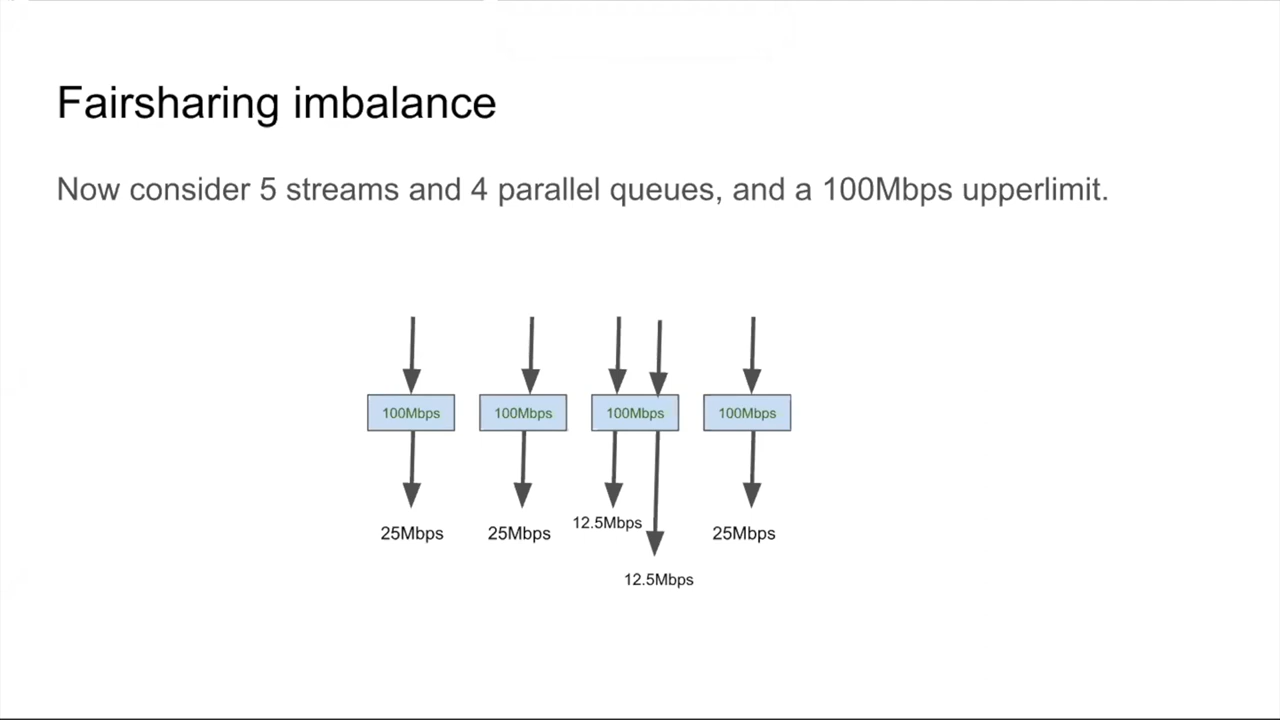 Fairsharing imbalance
Now consider 5 streams and 4 parallel queues, and a 100Mbps upperlimit.
100Mbps
100Mbps
100Mbps
100Mbps
25Mbps
25Mbps
12.5Mbps
25Mbps
12.5Mbps